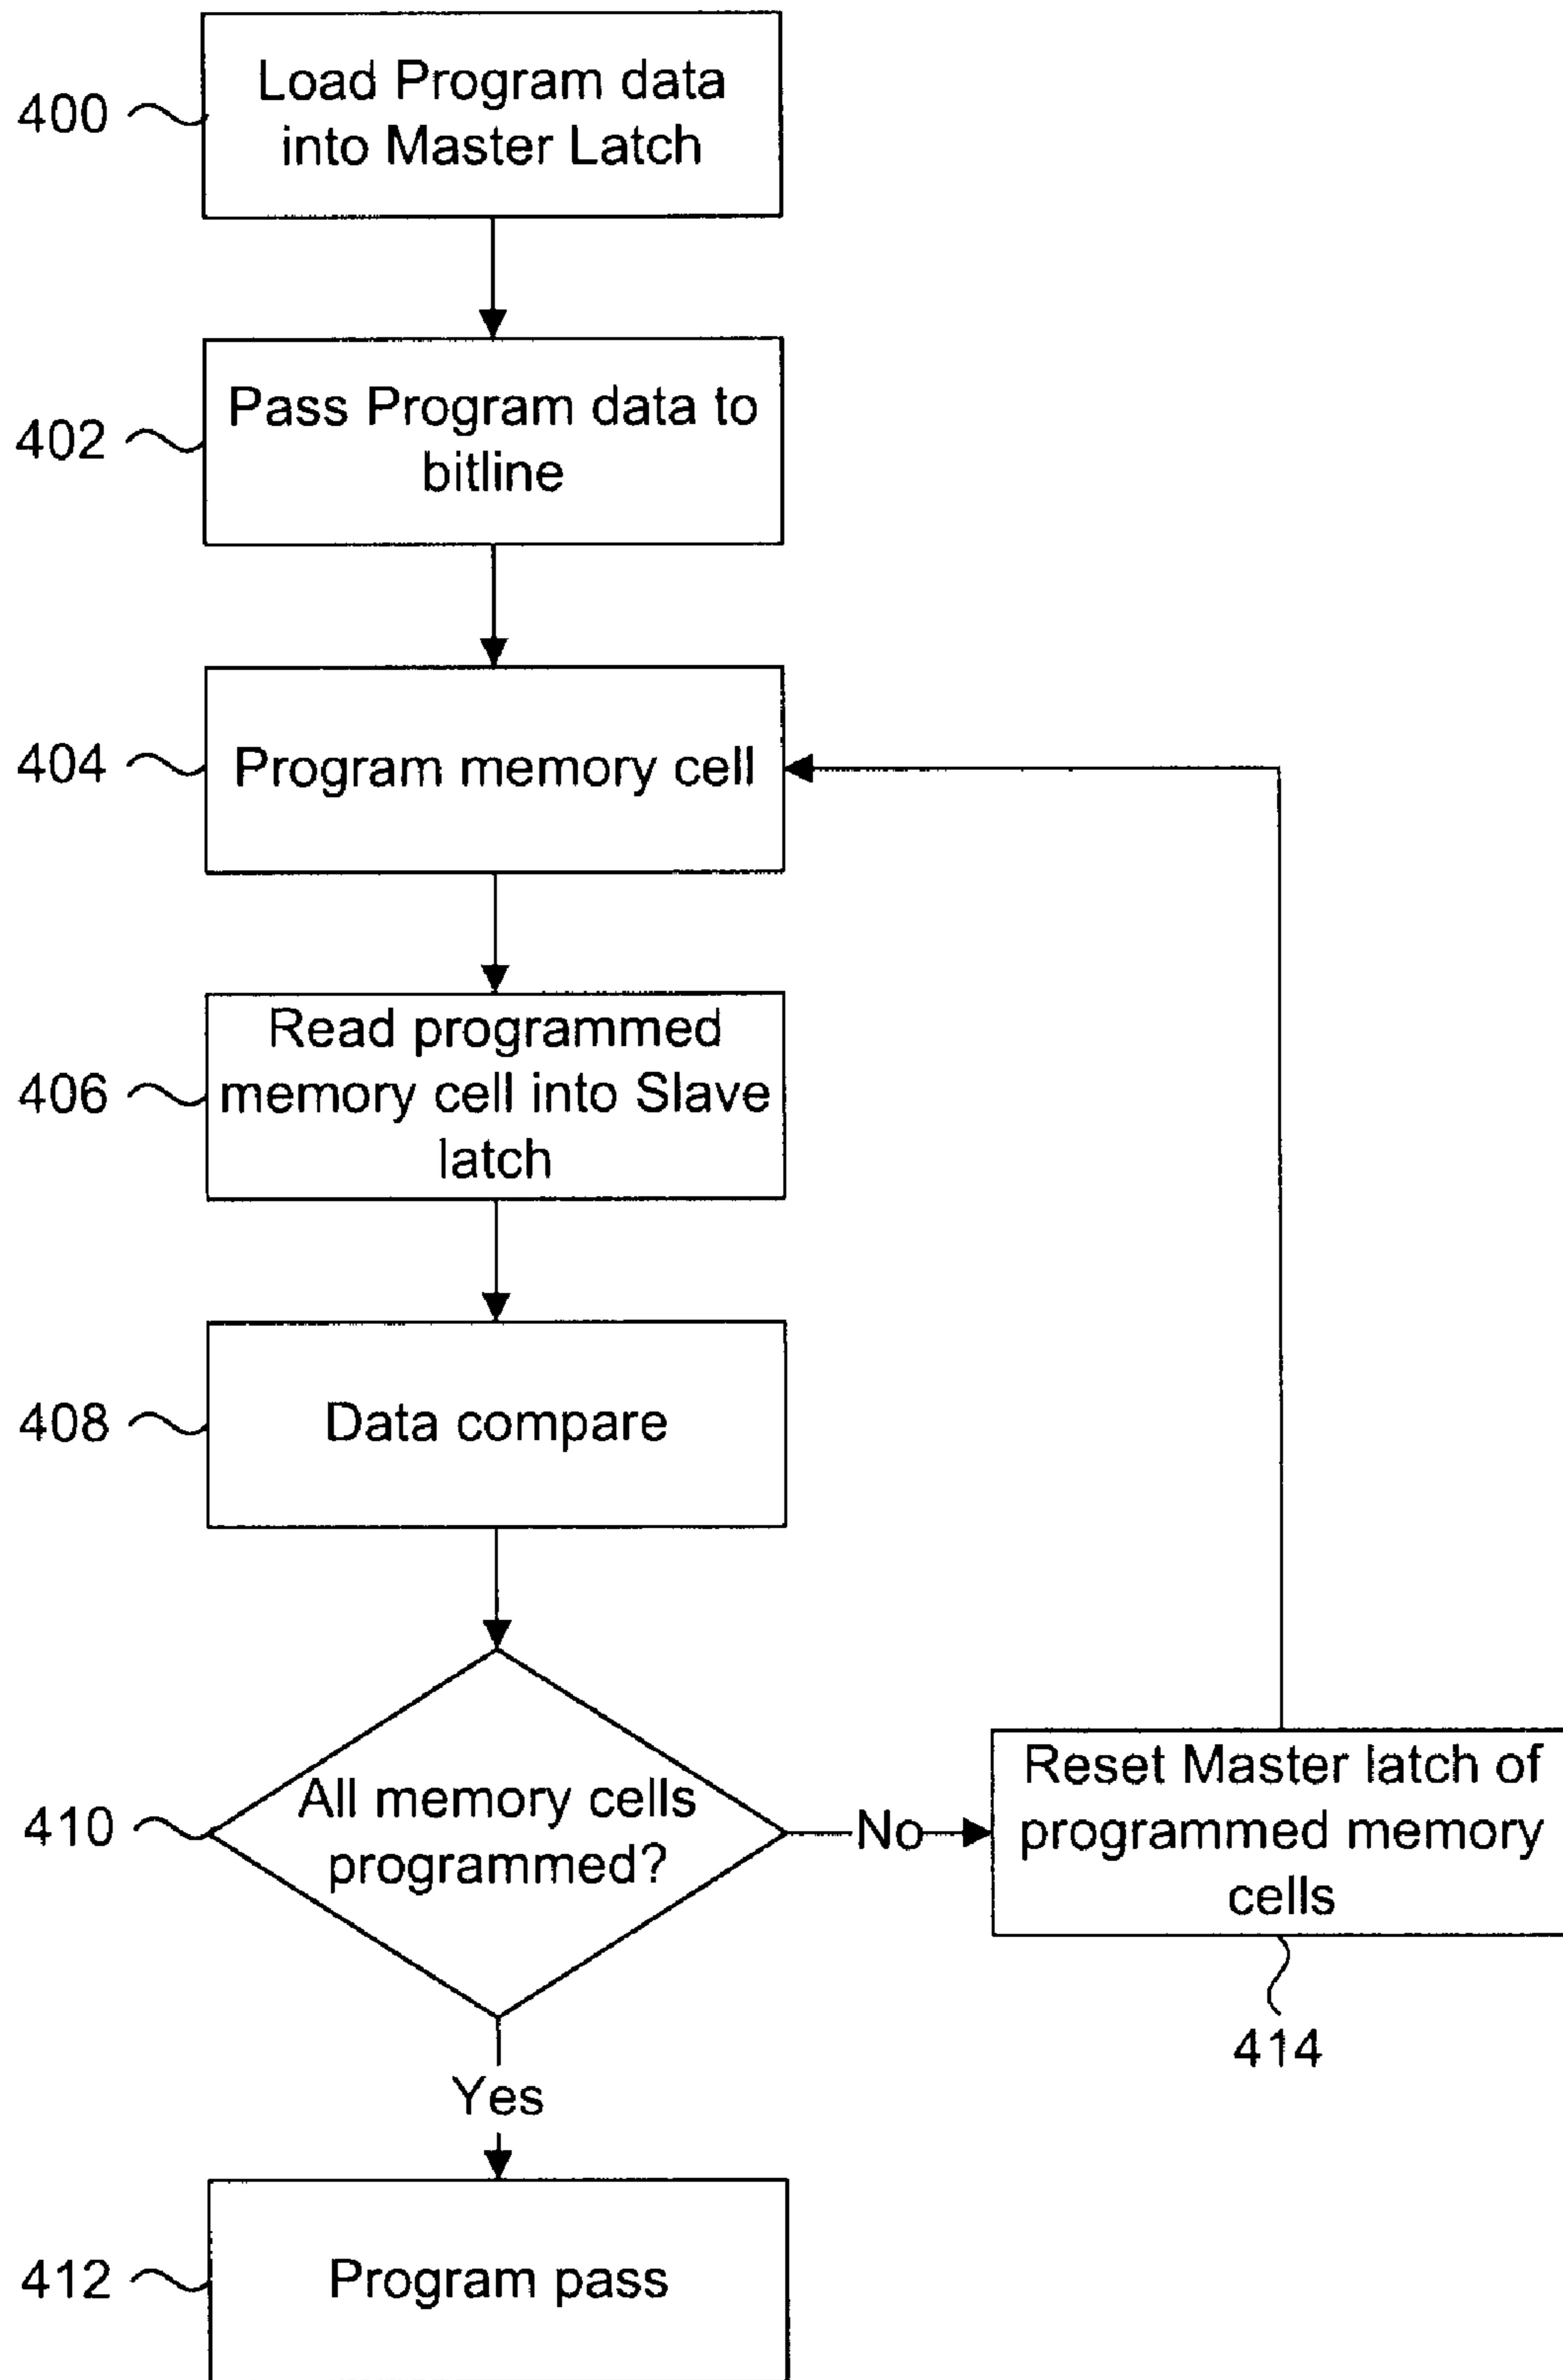 400
Load Program data
into Master Latch
402
Pass Program data to
bitline
404
Program memory cell
406
Read programmed
memory cell into Slave
latch
408
Data compare
410
All memory cells
programmed?
No
Reset Master latch of
programmed memory
cells
414
Yes
412
Program pass